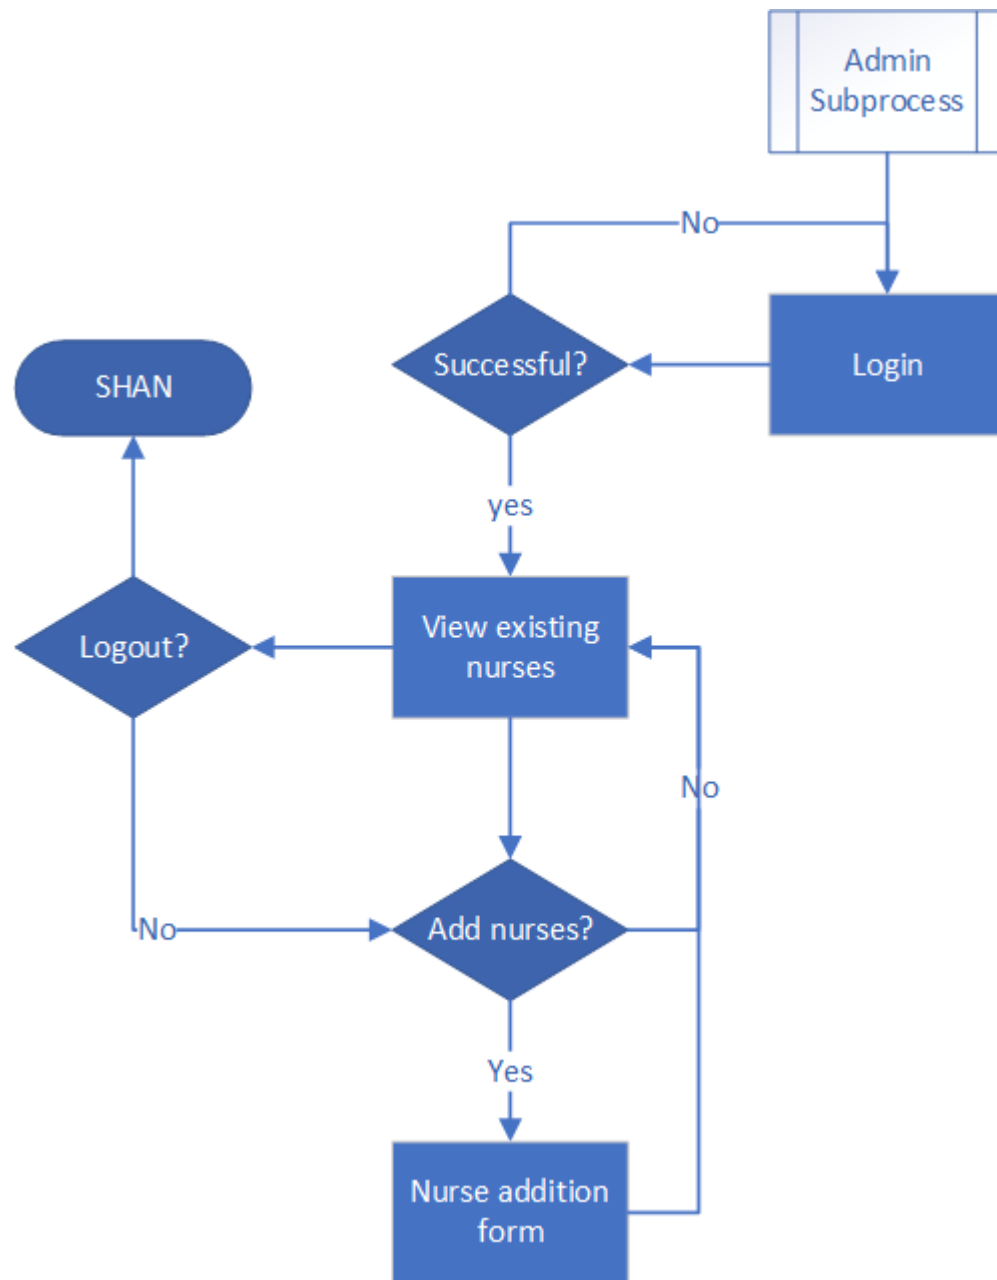 Admin
Subprocess
No
Successful?
Login
SHAN
yes
View existing
nurses
Logout?
No
Add nurses?
No
Yes
Nurse addition
form